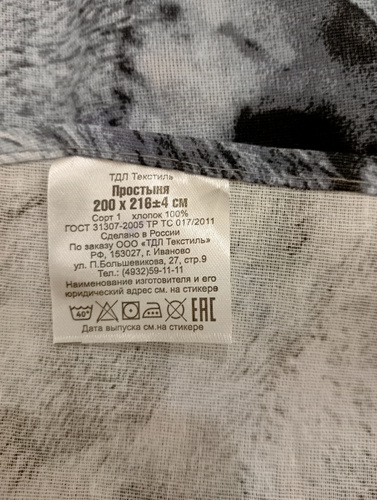 ТДЛ Текстиль
Простыня
200 х 216±4 см
Сорт 1 хлопок 100%
ГОСТ 31307-2005 ТР ТС 017/2011
Сделано в России
По заказу ООО «ТДЛ Текстиль»
РФ, 153027, г. Иваново
ул. П.Большевикова, 27, стр.9
Тел.: (4932)59-11-11
Наименование изготовителя и его
юридический адрес см. на стикере
40° EAC
Дата выпуска см.на стикере